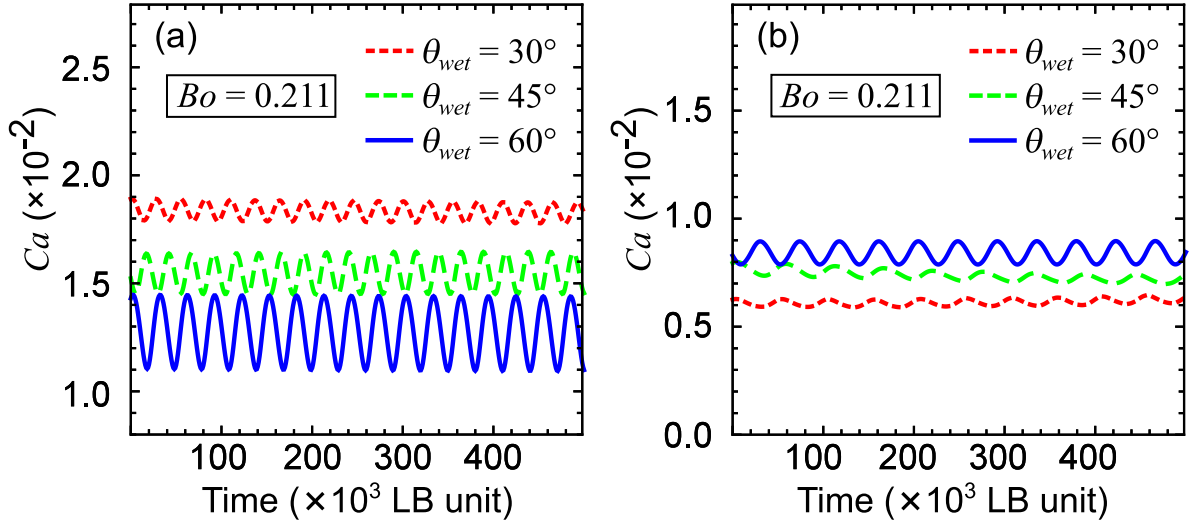 (a)
θwet = 30°
Bo = 0.211
θwet = 45°
θwet = 60°
Ca (×10⁻²)
2.5
2.0
1.5
1.0
100 200 300 400
Time (×10³ LB unit)
(b)
θwet = 30°
Bo = 0.211
θwet = 45°
θwet = 60°
Ca (×10⁻²)
1.5
1.0
0.5
0.0
100 200 300 400
Time (×10³ LB unit)